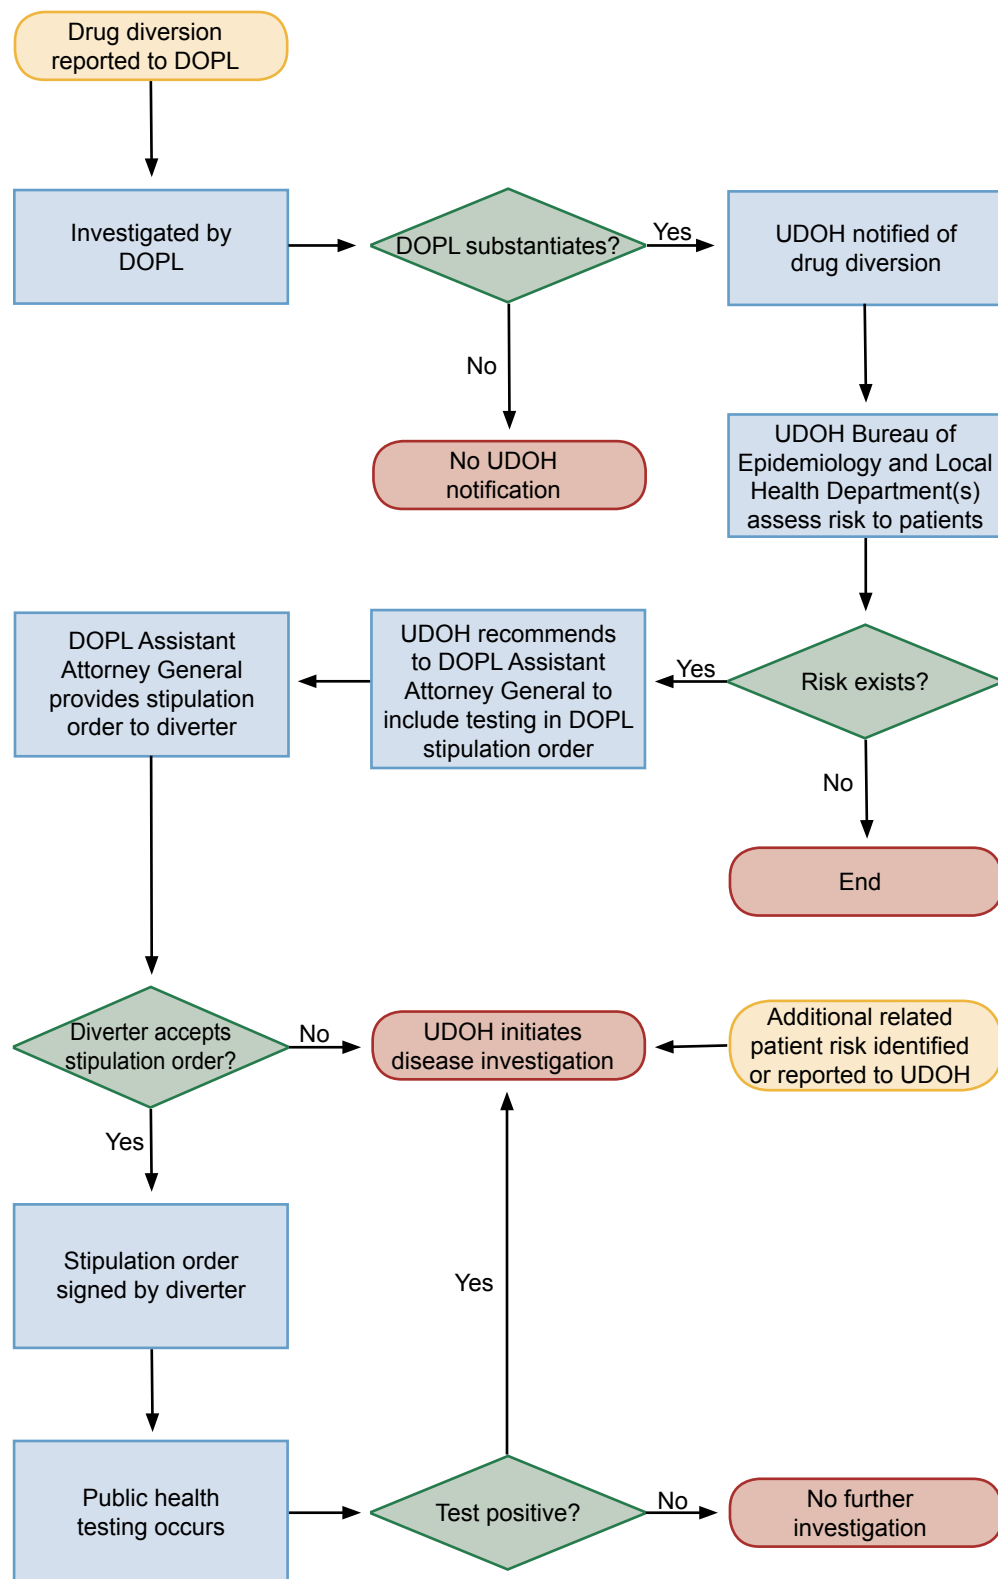 Drug diversion
reported to DOPL
Investigated by
DOPL
DOPL substantiates?
Yes
UDOH notified of
drug diversion
No
No UDOH
notification
UDOH Bureau of
Epidemiology and Local
Health Department(s)
assess risk to patients
Risk exists?
Yes
No
End
UDOH recommends
to DOPL Assistant
Attorney General to
include testing in DOPL
stipulation order
DOPL Assistant
Attorney General
provides stipulation
order to diverter
Diverter accepts
stipulation order?
No
UDOH initiates
disease investigation
Additional related
patient risk identified
or reported to UDOH
Yes
Stipulation order
signed by diverter
Public health
testing occurs
Test positive?
Yes
No
No further
investigation